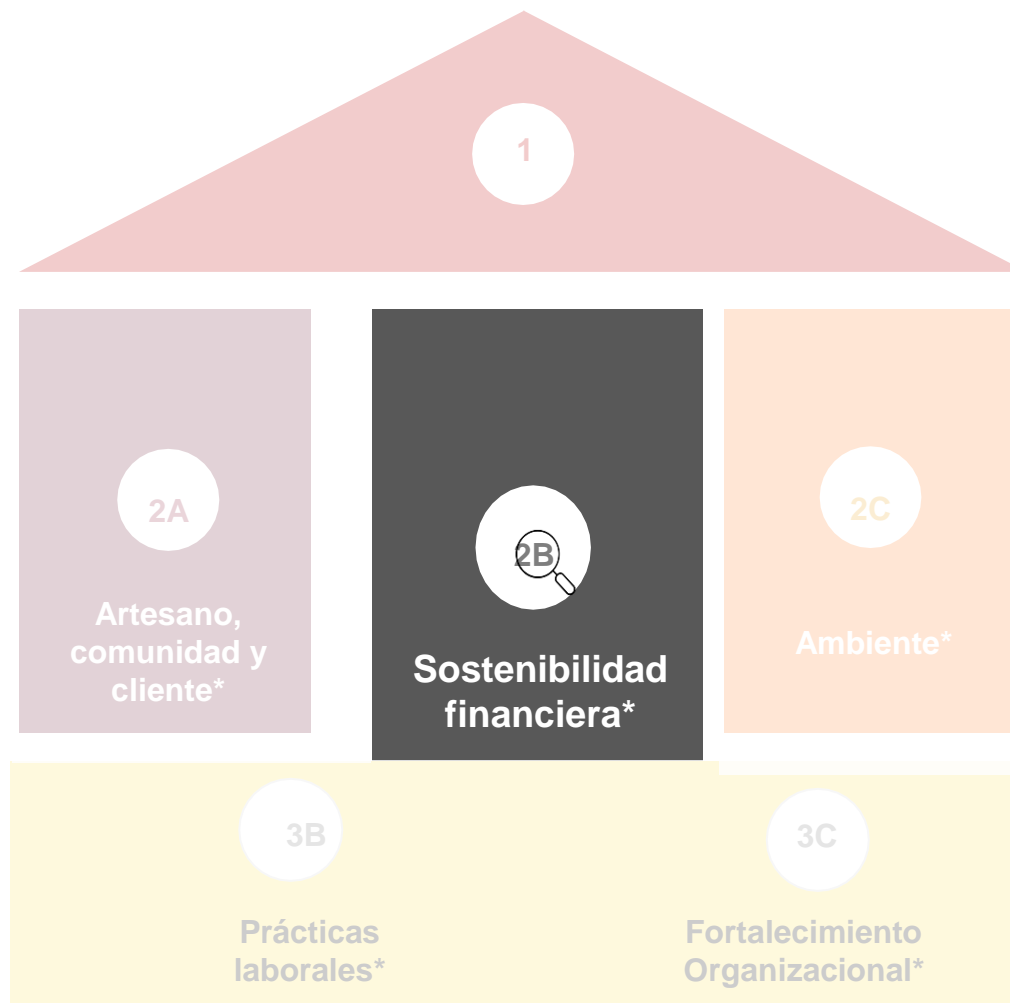 1
2A
Artesano,
comunidad y
cliente*
2B
Sostenibilidad
financiera*
2C
Ambiente*
3B
Prácticas
laborales*
3C
Fortalecimiento
Organizacional*